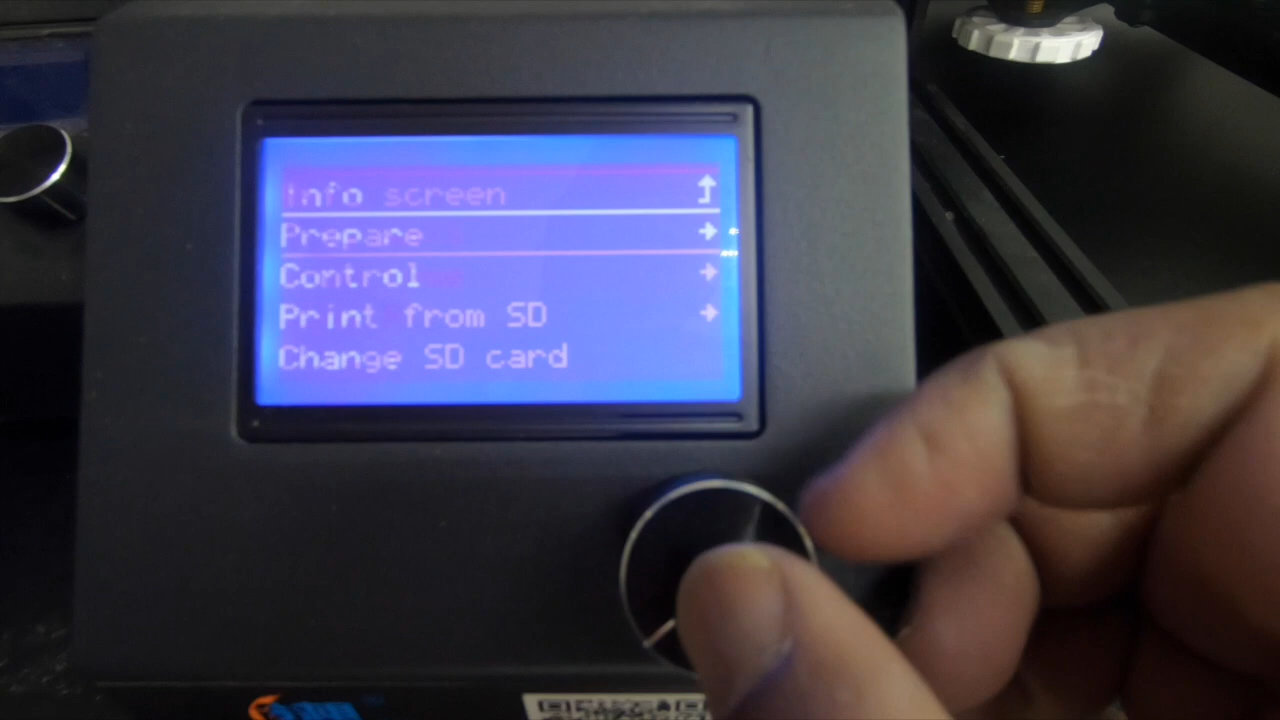 Info screen
Prepare
Control
Print from SD
Change SD card